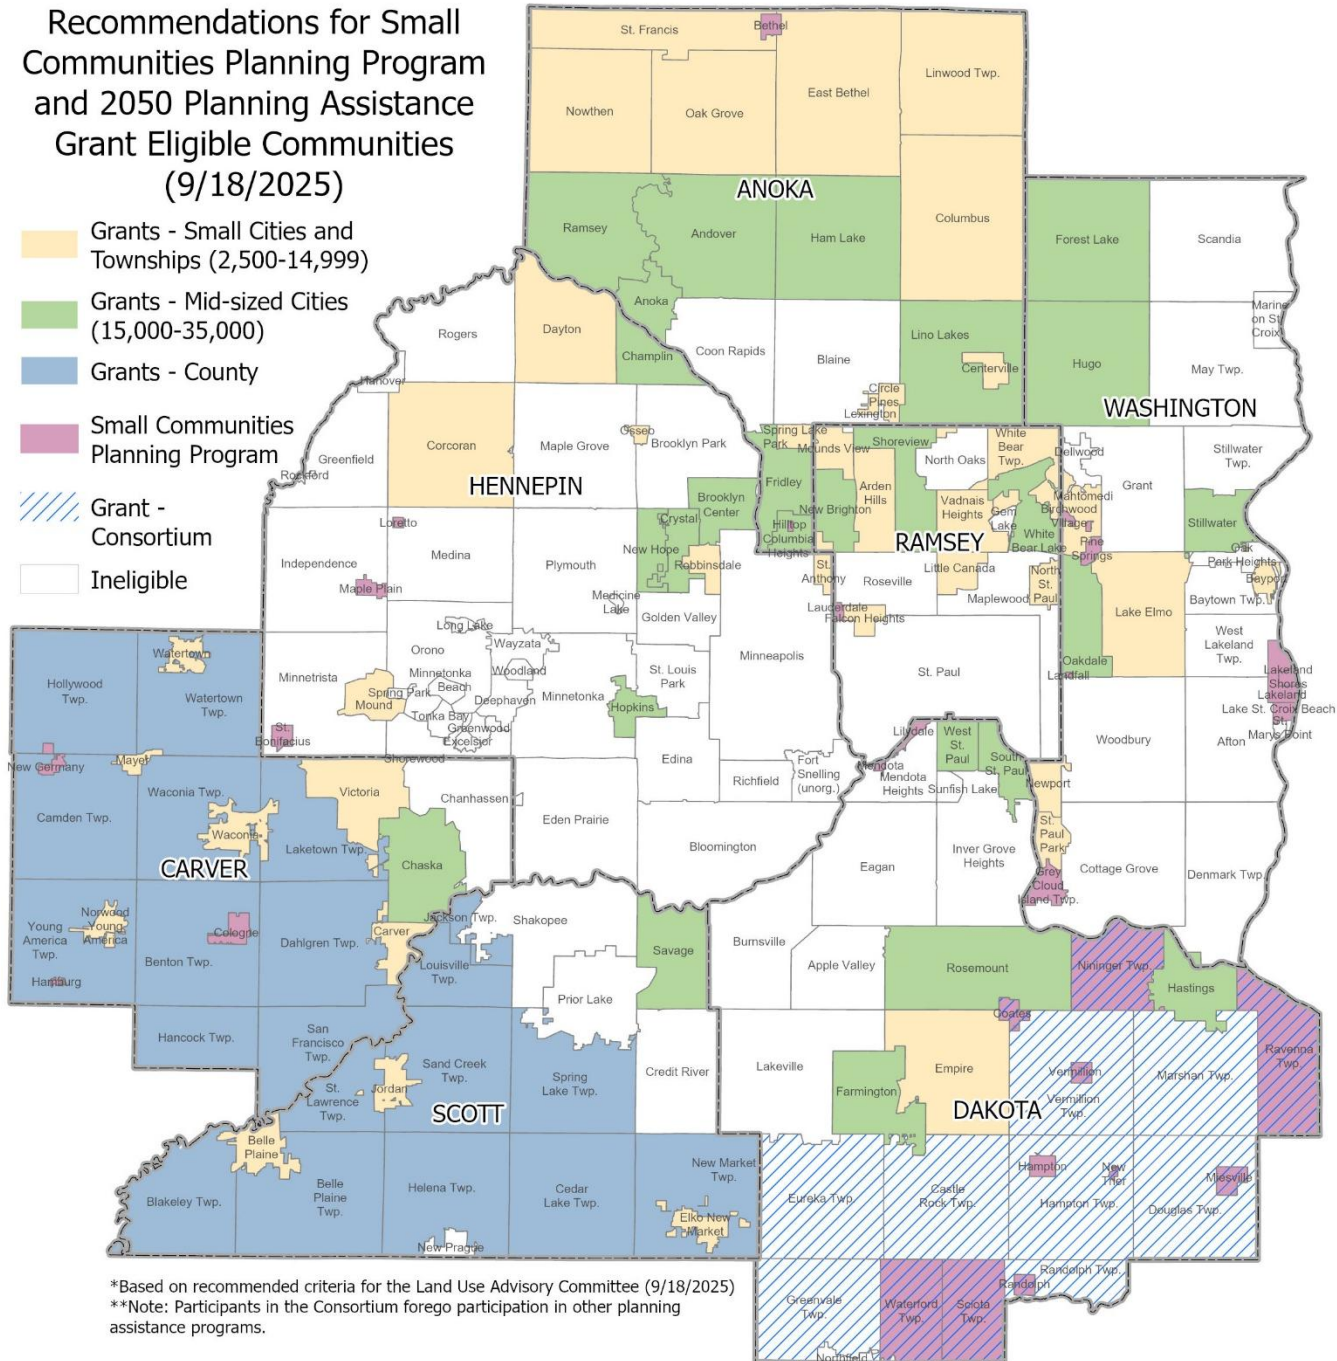 Recommendations for Small
Communities Planning Program
and 2050 Planning Assistance
Grant Eligible Communities
(9/18/2025)
Grants - Small Cities and
Townships (2,500-14,999)
Grants - Mid-sized Cities
(15,000-35,000)
Grants - County
Small Communities
Planning Program
Grant -
Consortium
Ineligible
ANOKA
St. Francis
Bethel
Linwood Twp.
Nowthen
Oak Grove
East Bethel
Ramsey
Andover
Ham Lake
Columbus
Anoka
Coon Rapids
Blaine
Lino Lakes
Centerville
Circle
Pines
Lexington
Spring Lake
Park
Fridley
Hilltop
Columbia
Heights
WASHINGTON
Forest Lake
Scandia
Marine
on St.
Croix
Hugo
May Twp.
Dellwood
Grant
Stillwater
Twp.
Mahtomedi
Birchwood
Village
Pine
Springs
Stillwater
Oak
Park Heights
Bayport
Baytown Twp.
Lake Elmo
West
Lakeland
Twp.
Oakdale
Landfall
Lakeland
Shores
Lakeland
Lake St. Croix Beach
St.
Marys Point
Woodbury
Afton
Newport
St.
Paul
Park
Grey
Cloud
Island Twp.
Cottage Grove
Denmark Twp.
HENNEPIN
Rogers
Dayton
Champlin
Hanover
Corcoran
Maple Grove
Osseo
Brooklyn Park
Greenfield
Rockford
Loretto
Brooklyn
Center
Crystal
New Hope
Robbinsdale
Independence
Medina
Plymouth
Maple Plain
Medicine
Lake
Golden Valley
Long Lake
Orono
Wayzata
Minnetonka
Beach
Woodland
Minnetrista
Spring Park
Mound
Deephaven
Minnetonka
St. Louis
Park
Minneapolis
Hopkins
Tonka Bay
Greenwood
Excelsior
St.
Bonifacius
Shorewood
Edina
Richfield
Fort
Snelling
(unorg.)
Eden Prairie
Bloomington
RAMSEY
Mounds View
Shoreview
North Oaks
White
Bear
Twp.
Arden
Hills
New Brighton
Vadnais
Heights
Gem
Lake
White
Bear Lake
St.
Anthony
Roseville
Little Canada
North
St.
Paul
Maplewood
Lauderdale
Falcon Heights
St. Paul
CARVER
Watertown
Hollywood
Twp.
Watertown
Twp.
New Germany
Mayer
Waconia Twp.
Victoria
Chanhassen
Camden Twp.
Waconia
Laketown Twp.
Chaska
Norwood
Young
America
Young
America
Twp.
Cologne
Benton Twp.
Dahlgren Twp.
Carver
Hamburg
Hancock Twp.
San
Francisco
Twp.
SCOTT
Jackson Twp.
Shakopee
Louisville
Twp.
Savage
Prior Lake
Sand Creek
Twp.
Spring
Lake Twp.
Credit River
Jordan
St.
Lawrence
Twp.
Belle
Plaine
Blakeley Twp.
Belle
Plaine
Twp.
Helena Twp.
Cedar
Lake Twp.
New Market
Twp.
Elko New
Market
New Prague
DAKOTA
Lilydale
Mendota
Mendota
Heights
West
St.
Paul
South
St. Paul
Sunfish Lake
Eagan
Inver Grove
Heights
Burnsville
Apple Valley
Rosemount
Nininger Twp.
Hastings
Coates
Lakeville
Farmington
Empire
Vermillion
Vermillion
Twp.
Marshan Twp.
Ravenna
Twp.
Eureka Twp.
Castle
Rock Twp.
Hampton
New
Trier
Hampton Twp.
Miesville
Douglas Twp.
Randolph Twp.
Randolph
Greenvale
Twp.
Waterford
Twp.
Sciota
Twp.
Northfield
*Based on recommended criteria for the Land Use Advisory Committee (9/18/2025)
**Note: Participants in the Consortium forego participation in other planning
assistance programs.